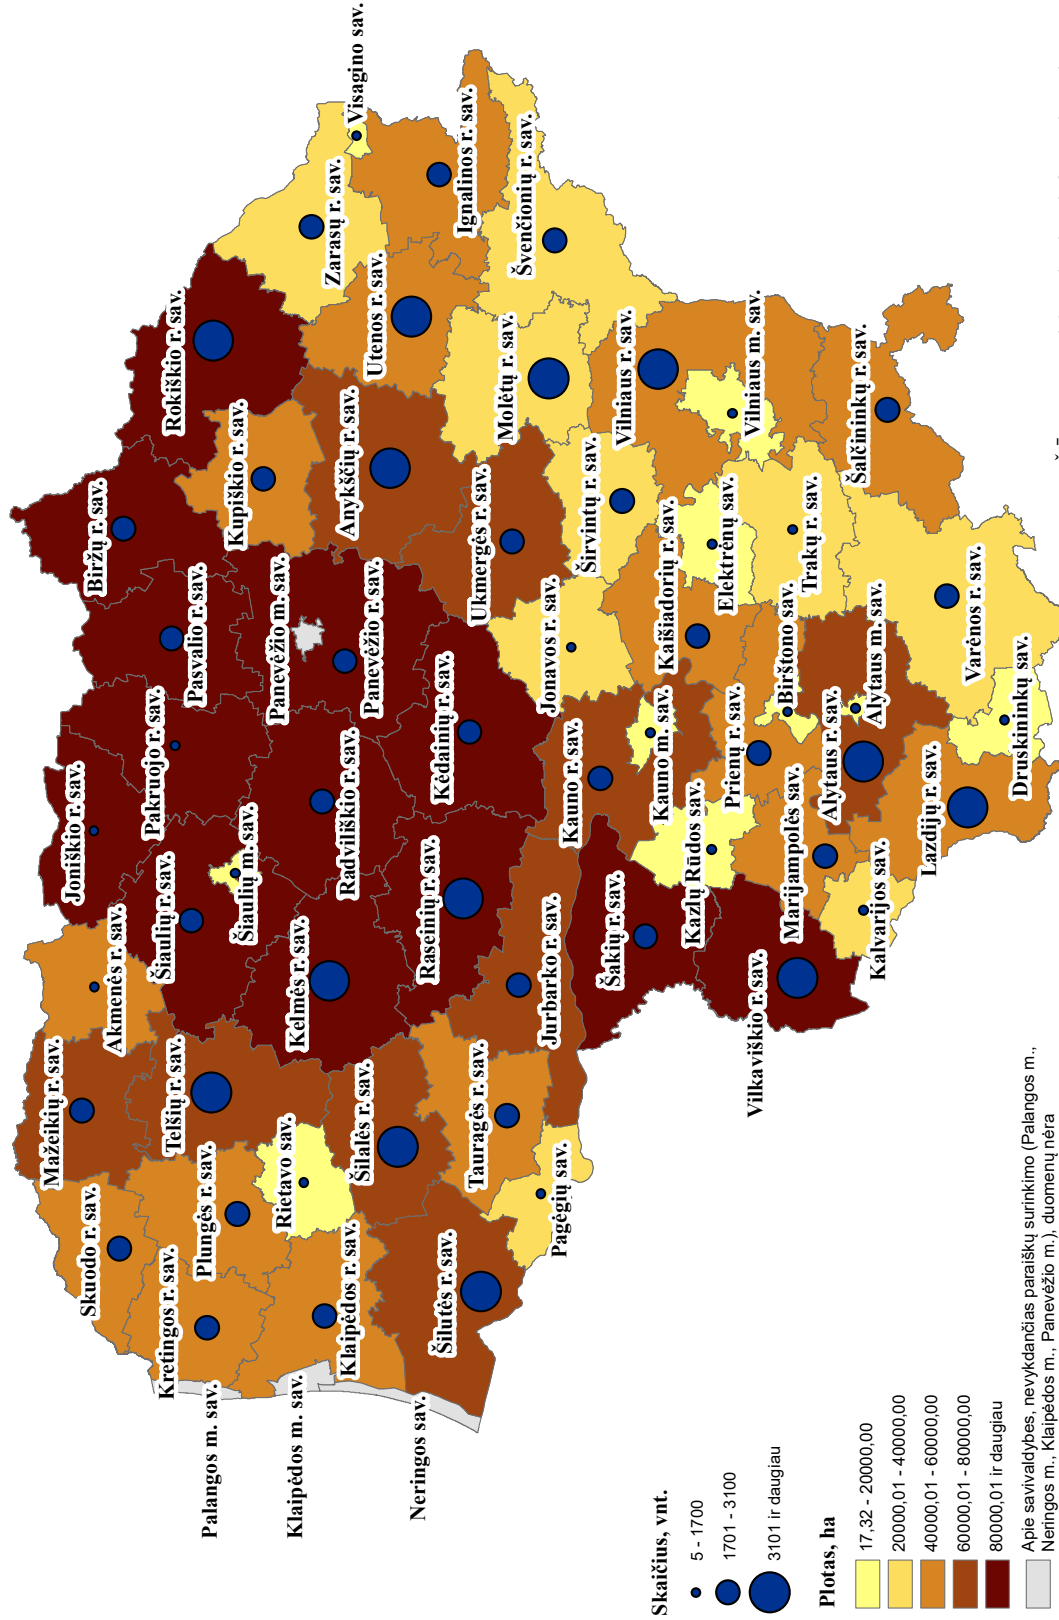 Skuodo r. sav.
Mažeikių r. sav.
Akmenės r. sav.
Joniškio r. sav.
Biržų r. sav.
Kretingos r. sav.
Plungės r. sav.
Telšių r. sav.
Šiaulių r. sav.
Pakruojo r. sav.
Pasvalio r. sav.
Rokiškio r. sav.
Palangos m. sav.
Rietavo sav.
Šiaulių m. sav.
Kupiškio r. sav.
Klaipėdos m. sav.
Kelmės r. sav.
Panevėžio m. sav.
Zarasų r. sav.
Visagino sav.
Klaipėdos r. sav.
Šilalės r. sav.
Radviliškio r. sav.
Panevėžio r. sav.
Anykščių r. sav.
Utenos r. sav.
Neringos sav.
Šilutės r. sav.
Tauragės r. sav.
Raseinių r. sav.
Kėdainių r. sav.
Ukmergės r. sav.
Ignalinos r. sav.
Pagėgių sav.
Jurbarko r. sav.
Kauno r. sav.
Jonavos r. sav.
Molėtų r. sav.
Švenčionių r. sav.
Šakių r. sav.
Kauno m. sav.
Širvintų r. sav.
Vilniaus r. sav.
Kazlų Rūdos sav.
Kaišiadorių r. sav.
Prienų r. sav.
Elektrėnų sav.
Vilniaus m. sav.
Vilkaviškio r. sav.
Marijampolės sav.
Birštono sav.
Trakų r. sav.
Alytaus r. sav.
Alytaus m. sav.
Šalčininkų r. sav.
Kalvarijos sav.
Lazdijų r. sav.
Varėnos r. sav.
Druskininkų sav.
Skaičius, vnt.
5 - 1700
1701 - 3100
3101 ir daugiau
Plotas, ha
17,32 - 20000,00
20000,01 - 40000,00
40000,01 - 60000,00
60000,01 - 80000,00
80000,01 ir daugiau
Apie savivaldybes, nevykdančias paraiškų surinkimo (Palangos m.,
Neringos m., Klaipėdos m., Panevėžio m.), duomenų nėra